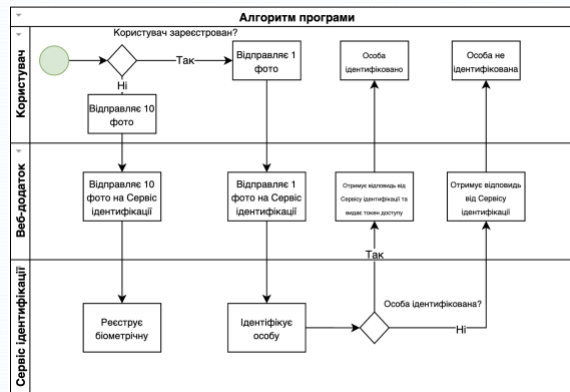 Алгоритм програми
Користувач
Користувач зареєстрован?
Так
Ні
Відправляє 10
фото
Відправляє 1
фото
Особа
ідентифіковано
Особа не
ідентифікована
Веб-додаток
Відправляє 10
фото на Сервіс
ідентифікації
Відправляє 1
фото на Сервіс
ідентифікації
Отримує відповідь від
Сервісу ідентифікації та
видає токен доступу
Отримує відповідь
від Сервісу
ідентифікації
Сервіс ідентифікації
Реєструє
біометрічну
Ідентіфікує
особу
Так
Особа ідентифікована?
Ні